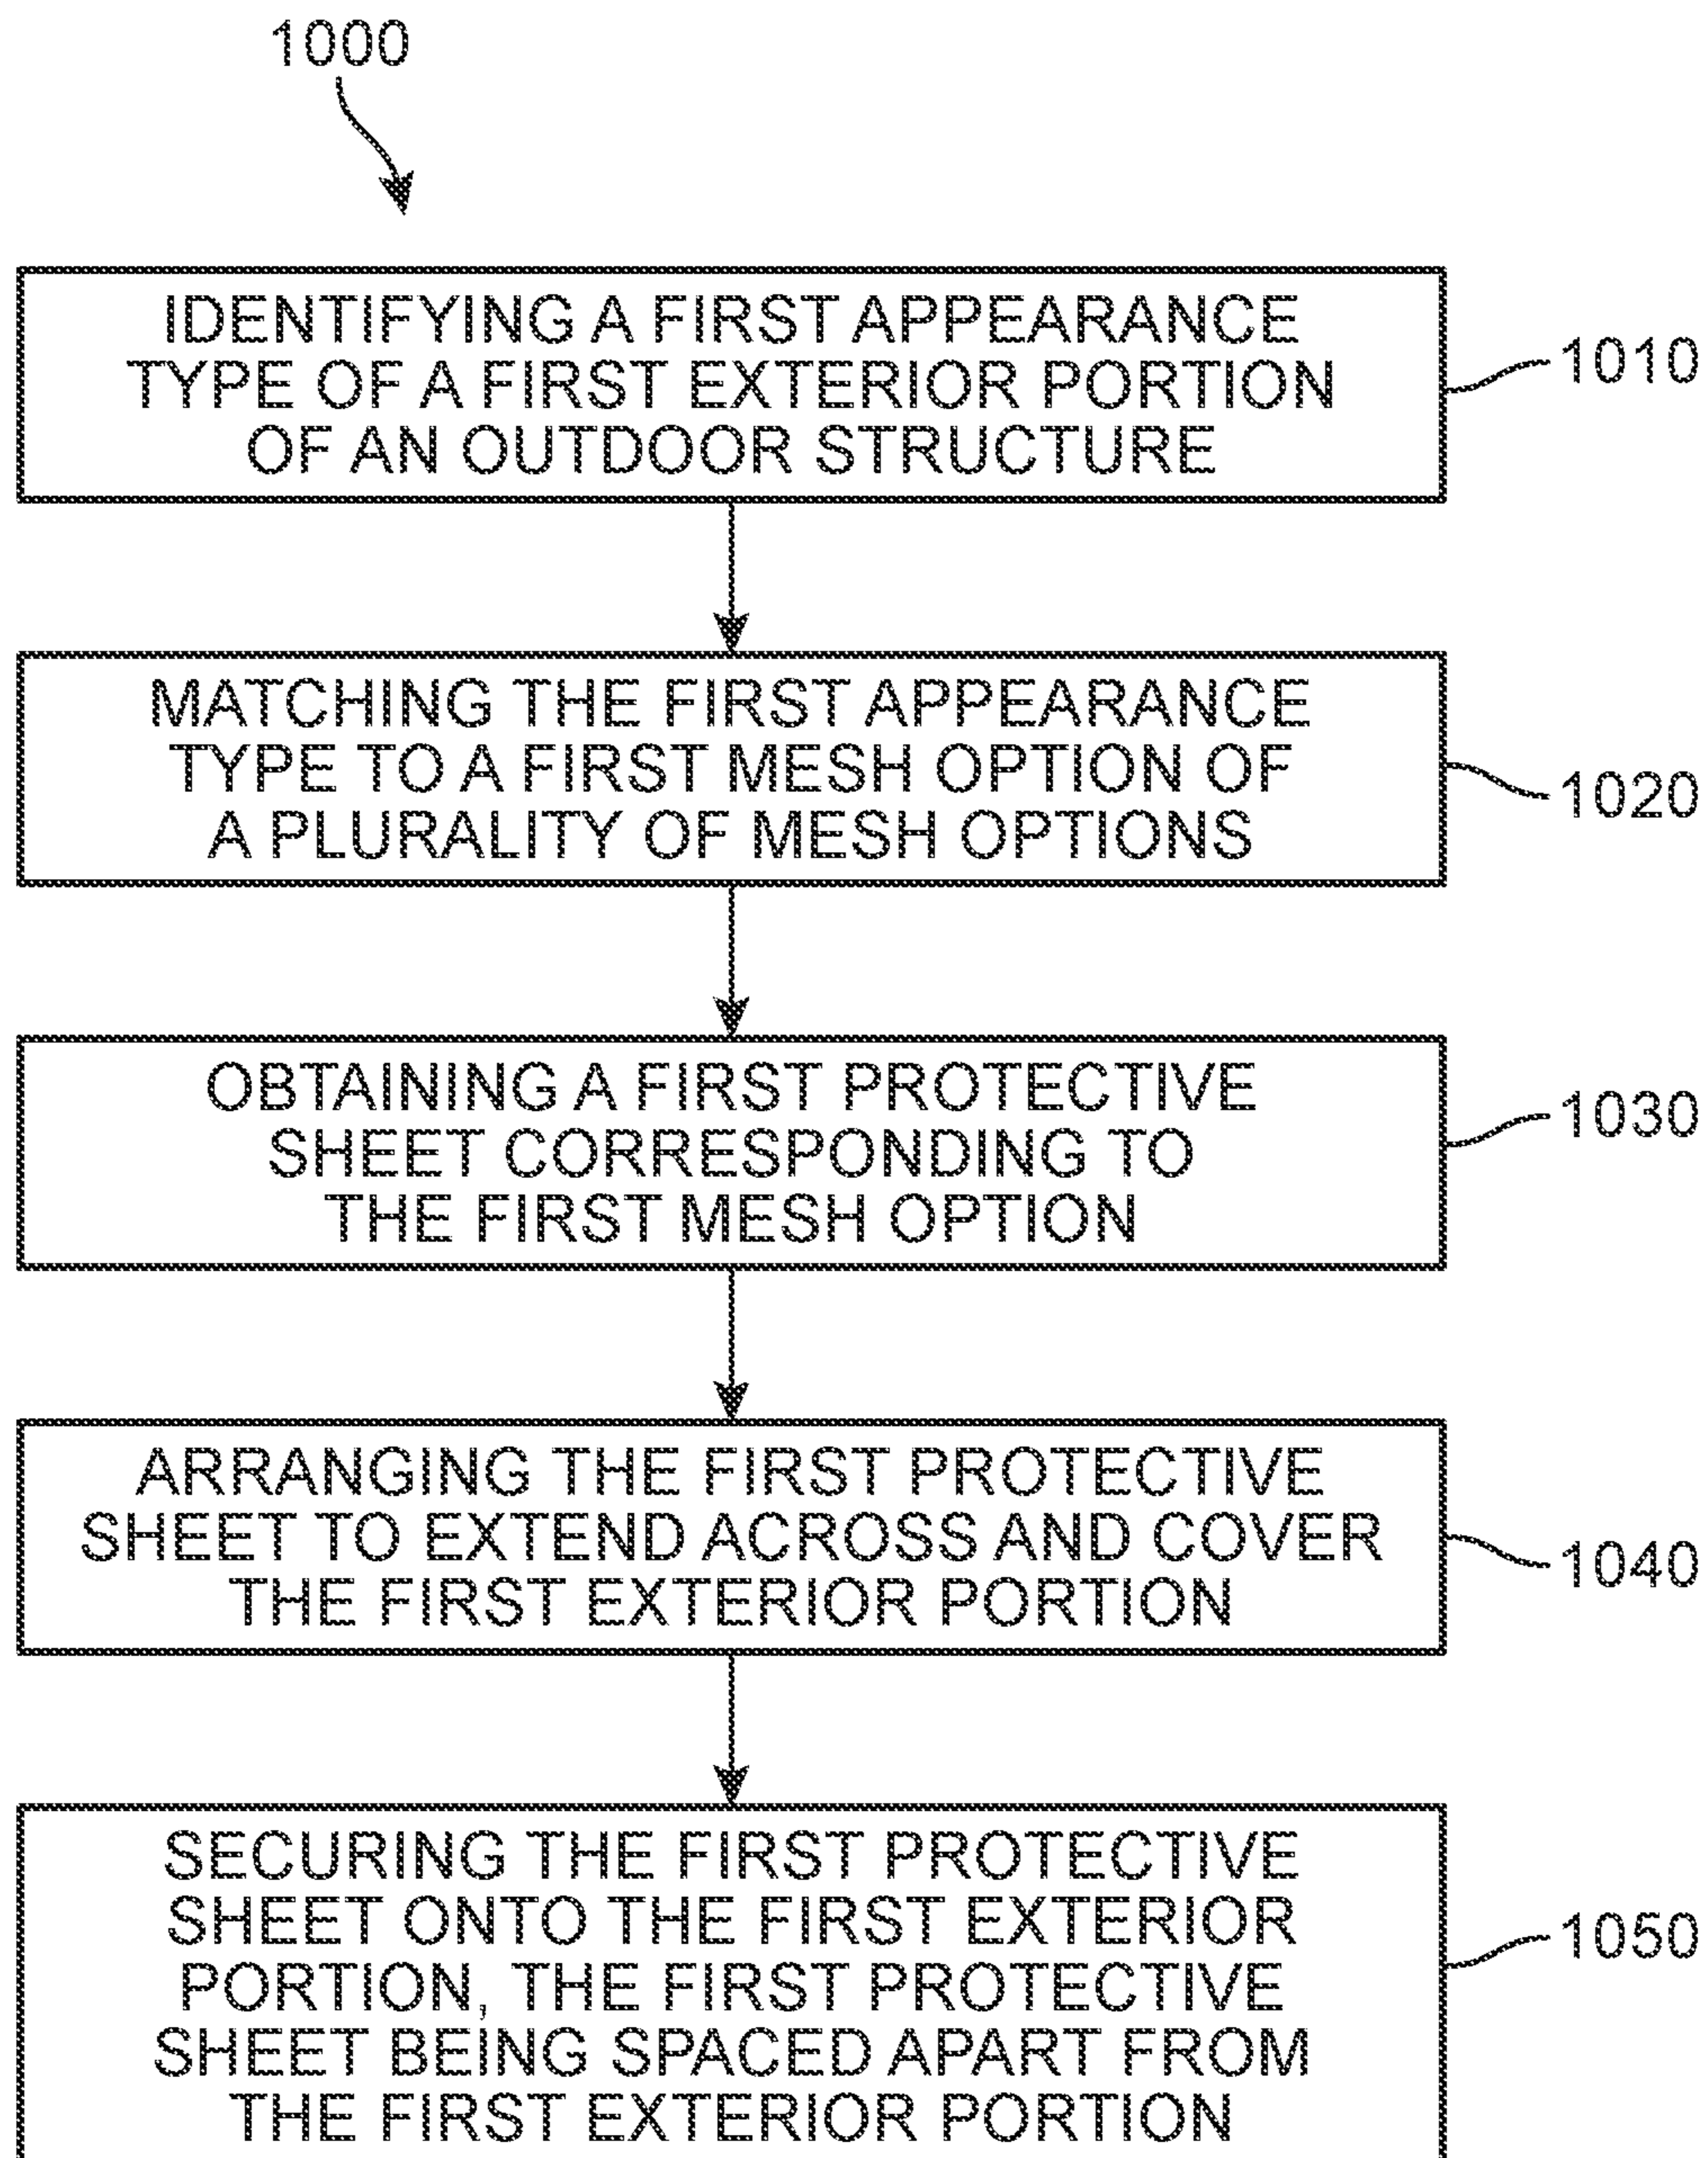 1000
IDENTIFYING A FIRST APPEARANCE
TYPE OF A FIRST EXTERIOR PORTION
OF AN OUTDOOR STRUCTURE
1010
MATCHING THE FIRST APPEARANCE
TYPE TO A FIRST MESH OPTION OF
A PLURALITY OF MESH OPTIONS
1020
OBTAINING A FIRST PROTECTIVE
SHEET CORRESPONDING TO
THE FIRST MESH OPTION
1030
ARRANGING THE FIRST PROTECTIVE
SHEET TO EXTEND ACROSS AND COVER
THE FIRST EXTERIOR PORTION
1040
SECURING THE FIRST PROTECTIVE
SHEET ONTO THE FIRST EXTERIOR
PORTION, THE FIRST PROTECTIVE
SHEET BEING SPACED APART FROM
THE FIRST EXTERIOR PORTION
1050